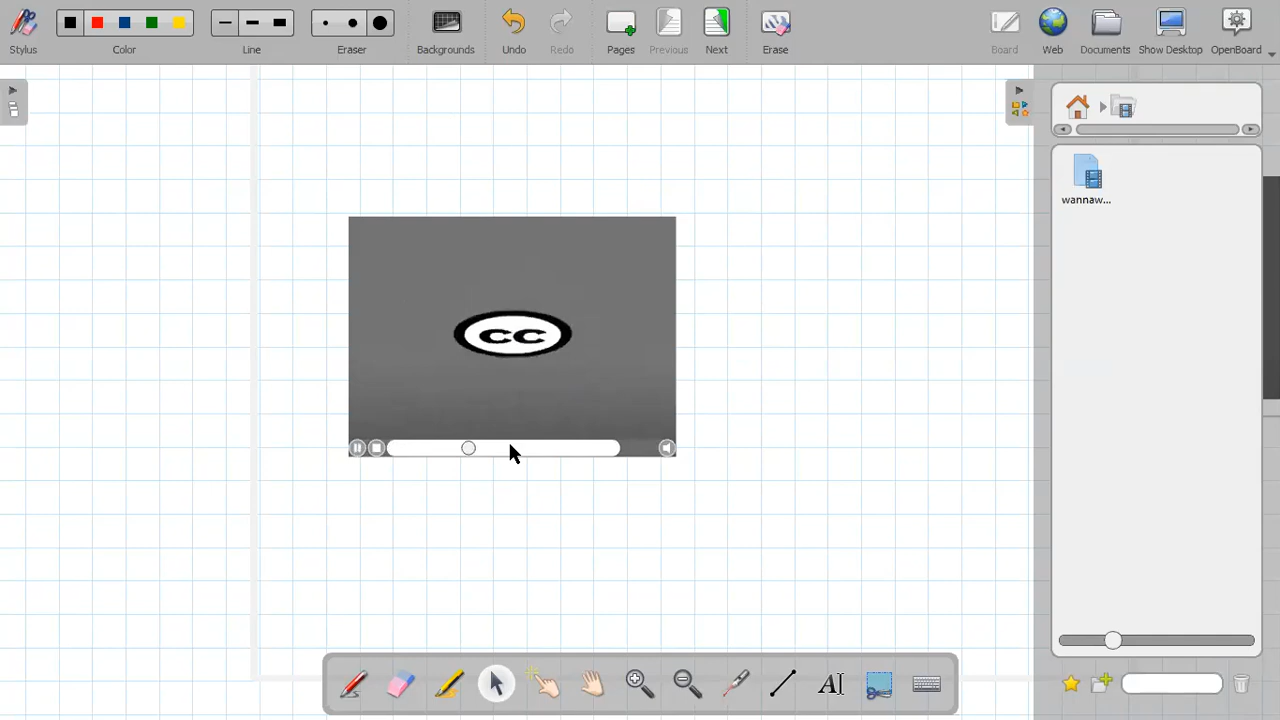 Stylus
Color
Line
Eraser
Backgrounds
Undo
Redo
Pages
Previous
Next
Erase
Board
Web
Documents
Show Desktop
OpenBoard
wannaw...
cc
AI